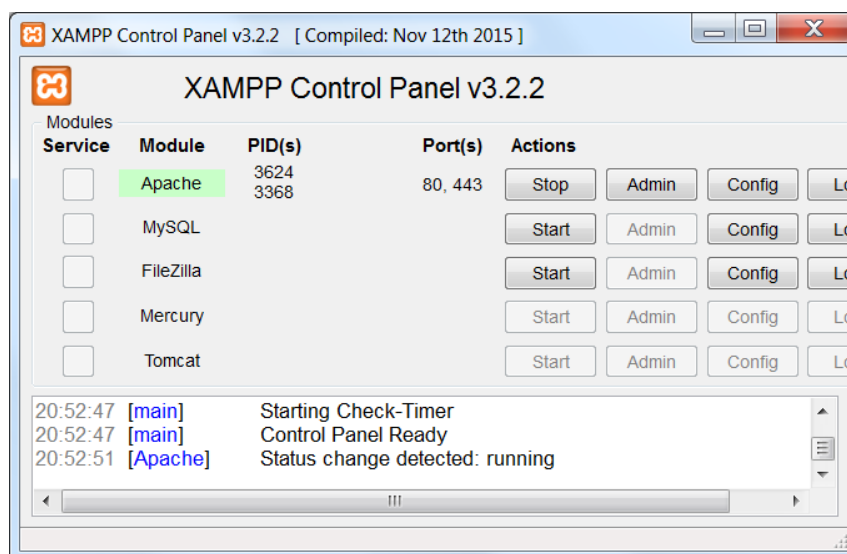 XAMPP Control Panel v3.2.2 [ Compiled: Nov 12th 2015 ]
XAMPP Control Panel v3.2.2
Modules
Service Module PID(s) Port(s) Actions
Apache 3624 3368 80, 443 Stop Admin Config
MySQL Start Admin Config
FileZilla Start Admin Config
Mercury Start Admin Config
Tomcat Start Admin Config
20:52:47 [main] Starting Check-Timer
20:52:47 [main] Control Panel Ready
20:52:51 [Apache] Status change detected: running